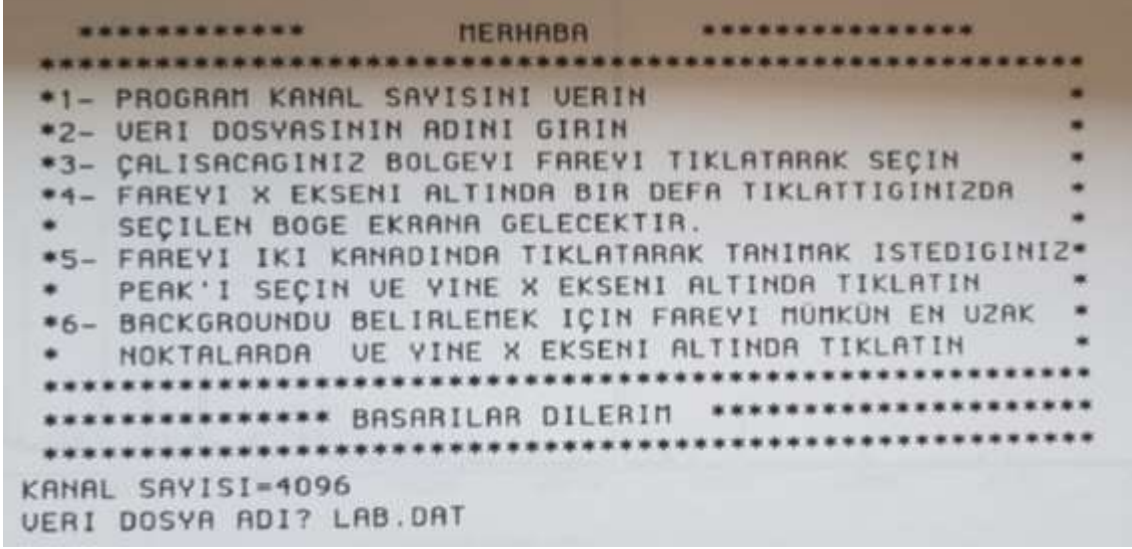 ************ MERHABA ***************
*******************************************************
*1- PROGRAM KANAL SAYISINI VERIN *
*2- VERI DOSYASININ ADINI GIRIN *
*3- ÇALISACAGINIZ BOLGEYI FAREYI TIKLATARAK SEÇIN *
*4- FAREYI X EKSENI ALTINDA BIR DEFA TIKLATTIGINIZDA *
* SEÇILEN BOGE EKRANA GELECEKTIR. *
*5- FAREYI IKI KANADINDA TIKLATARAK TANIMAK ISTEDIGINIZ*
* PEAK'I SEÇIN VE YINE X EKSENI ALTINDA TIKLATIN *
*6- BACKGROUNDU BELIRLEMEK IÇIN FAREYI MÜMKÜN EN UZAK *
* NOKTALARDA VE YINE X EKSENI ALTINDA TIKLATIN *
*******************************************************
*************** BASARILAR DILERIM ********************
*******************************************************
KANAL SAYISI=4096
VERI DOSYA ADI? LAB.DAT